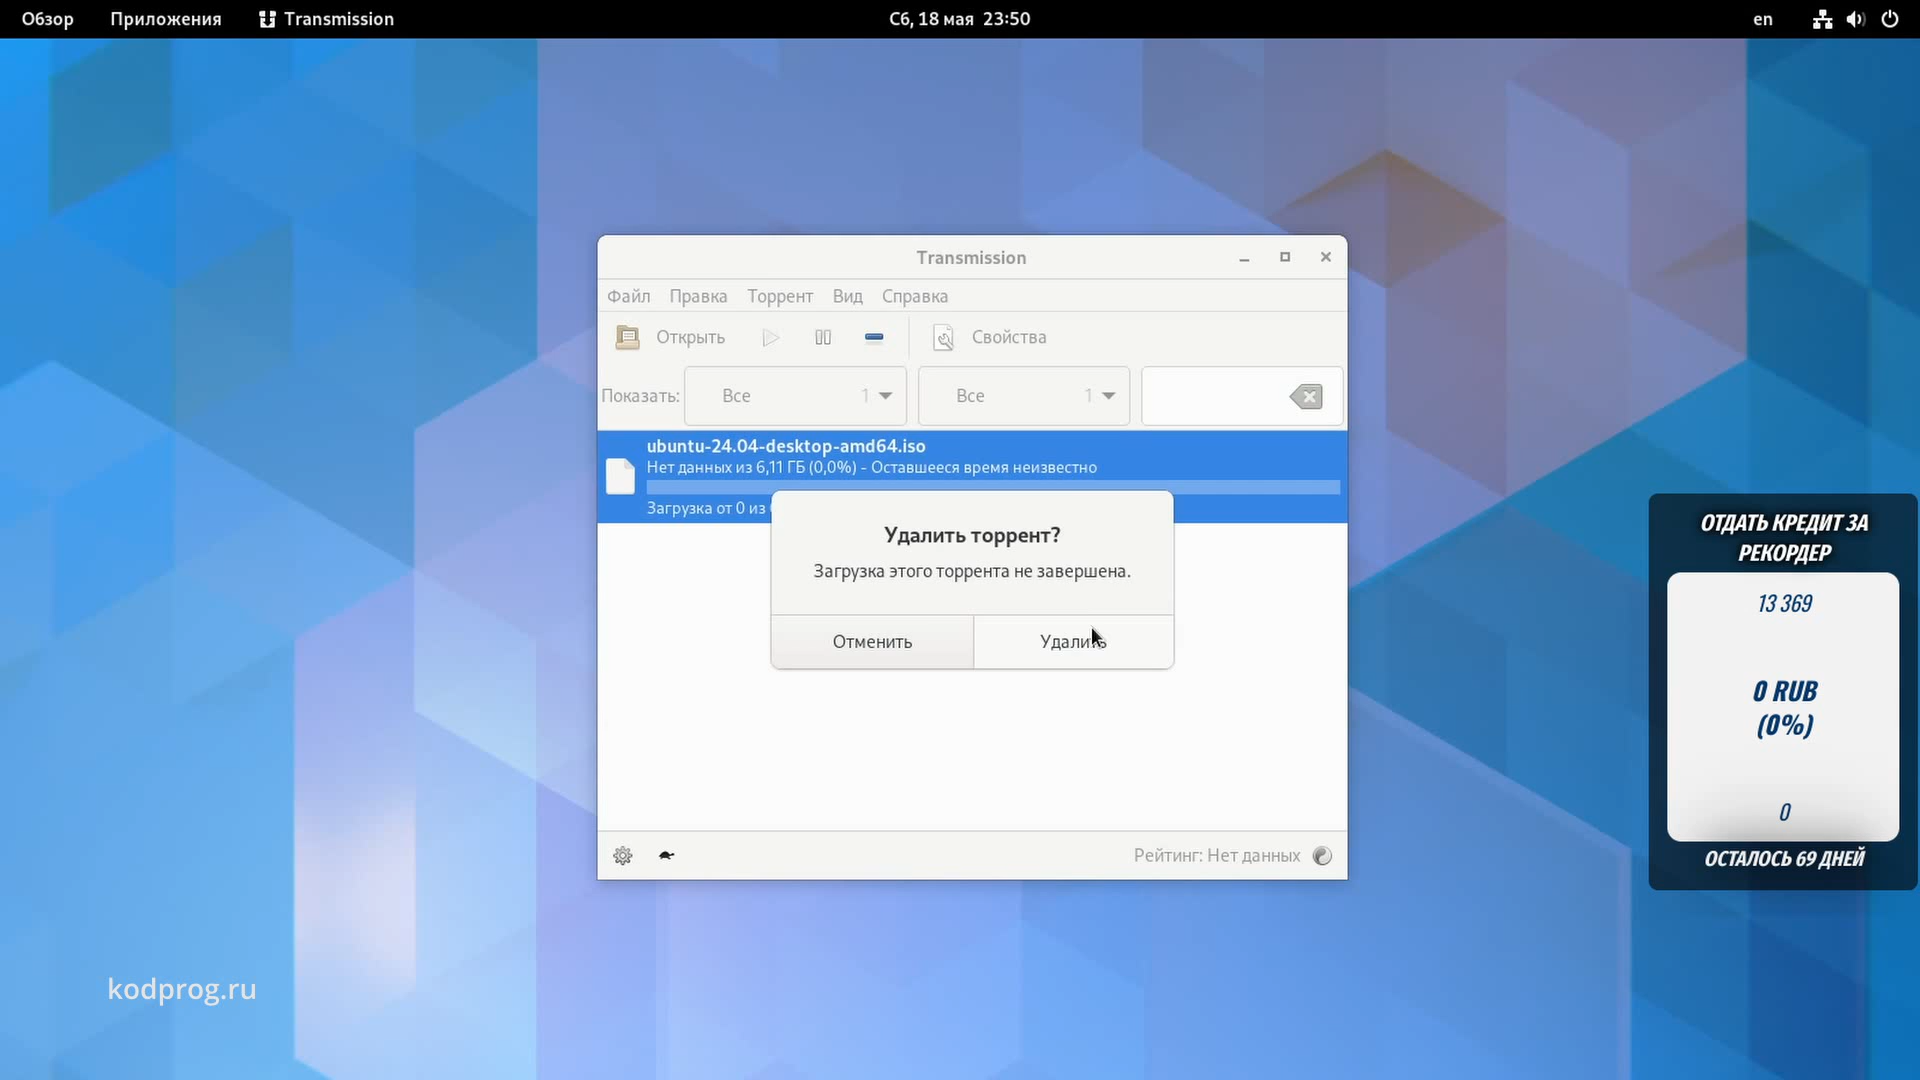 Обзор Приложения Transmission Сб, 18 мая 23:50 en
Transmission
Файл Правка Торрент Вид Справка
Открыть Свойства
Показать: Все 1 Все 1
ubuntu-24.04-desktop-amd64.iso
Нет данных из 6,11 ГБ (0,0%) - Оставшееся время неизвестно
Загрузка от 0 из
Удалить торрент?
Загрузка этого торрента не завершена.
Отменить Удалить
Рейтинг: Нет данных
ОТДАТЬ КРЕДИТ ЗА
РЕКОРДЕР
13 369
0 RUB
(0%)
0
ОСТАЛОСЬ 69 ДНЕЙ
kodprog.ru